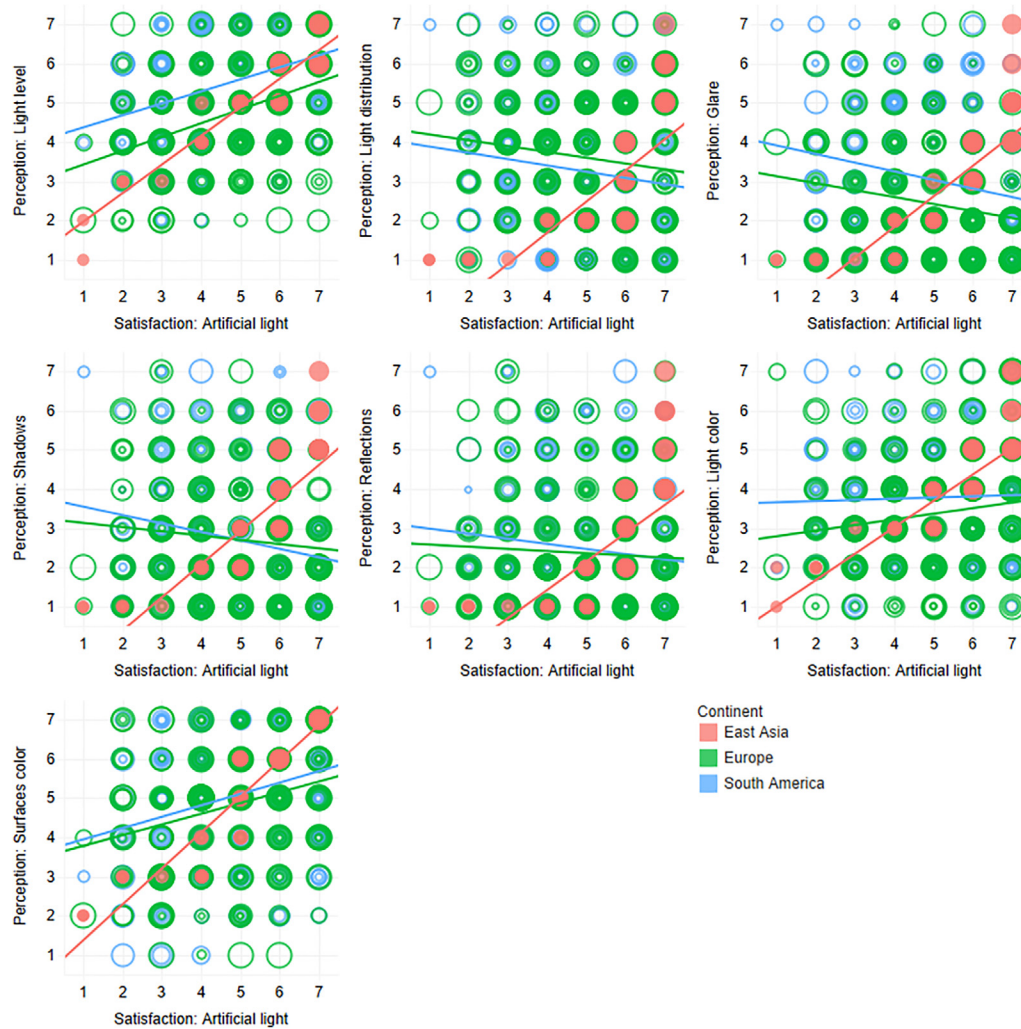 Perception: Light level
7
6
5
4
3
2
1
1 2 3 4 5 6 7
Satisfaction: Artificial light
Perception: Light distribution
7
6
5
4
3
2
1
1 2 3 4 5 6 7
Satisfaction: Artificial light
Perception: Glare
7
6
5
4
3
2
1
1 2 3 4 5 6 7
Satisfaction: Artificial light
Perception: Shadows
7
6
5
4
3
2
1
1 2 3 4 5 6 7
Satisfaction: Artificial light
Perception: Reflections
7
6
5
4
3
2
1
1 2 3 4 5 6 7
Satisfaction: Artificial light
Perception: Light color
7
6
5
4
3
2
1
1 2 3 4 5 6 7
Satisfaction: Artificial light
Perception: Surfaces color
7
6
5
4
3
2
1
1 2 3 4 5 6 7
Satisfaction: Artificial light
Continent
East Asia
Europe
South America